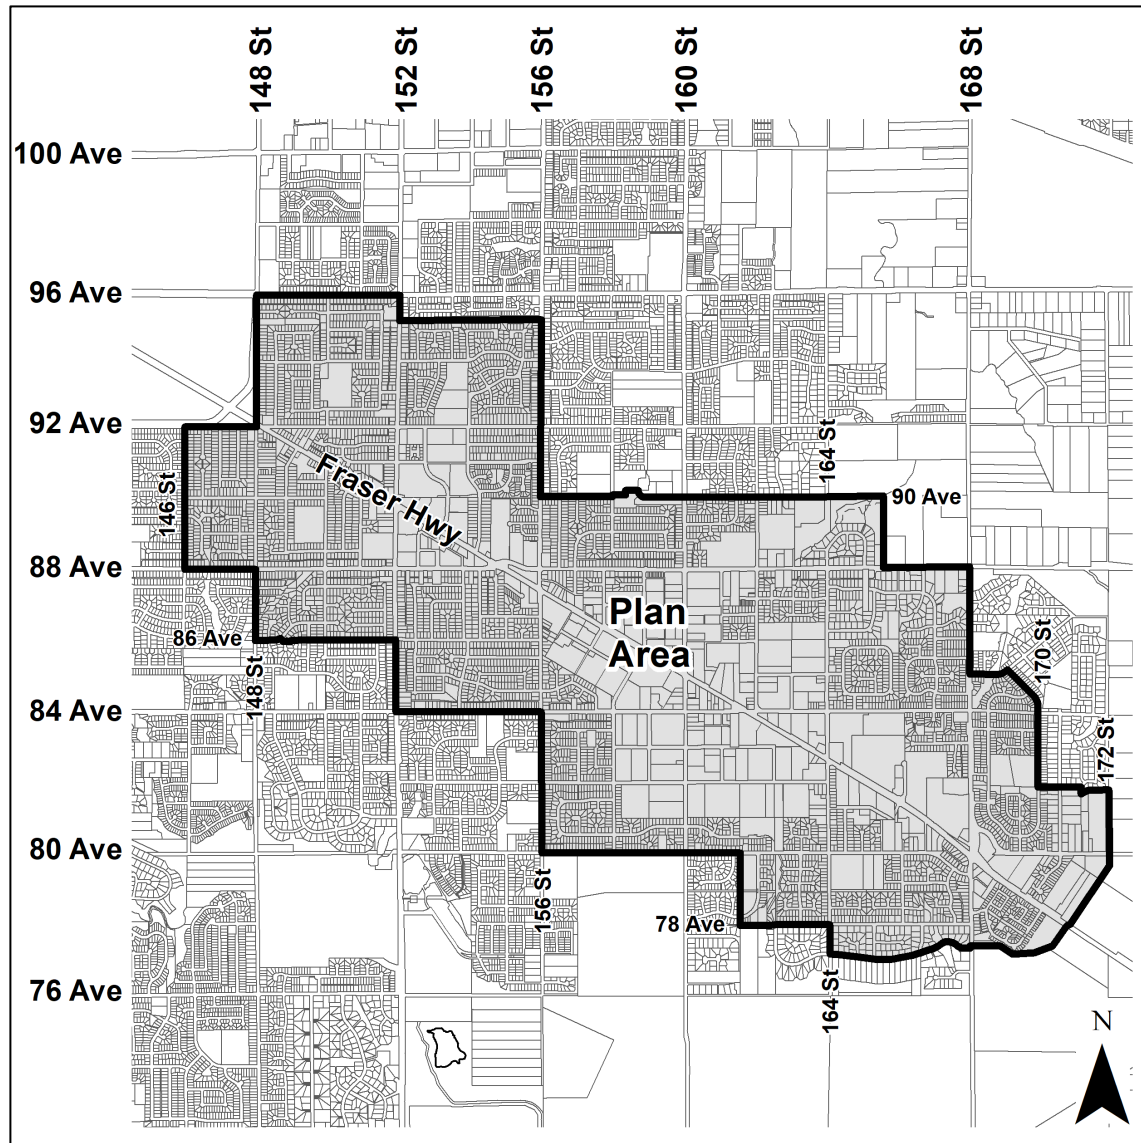 148 St
152 St
156 St
160 St
168 St
100 Ave
96 Ave
92 Ave
164 St
146 St
Fraser Hwy
90 Ave
88 Ave
Plan
Area
86 Ave
170 St
148 St
84 Ave
172 St
80 Ave
156 St
78 Ave
164 St
76 Ave
N